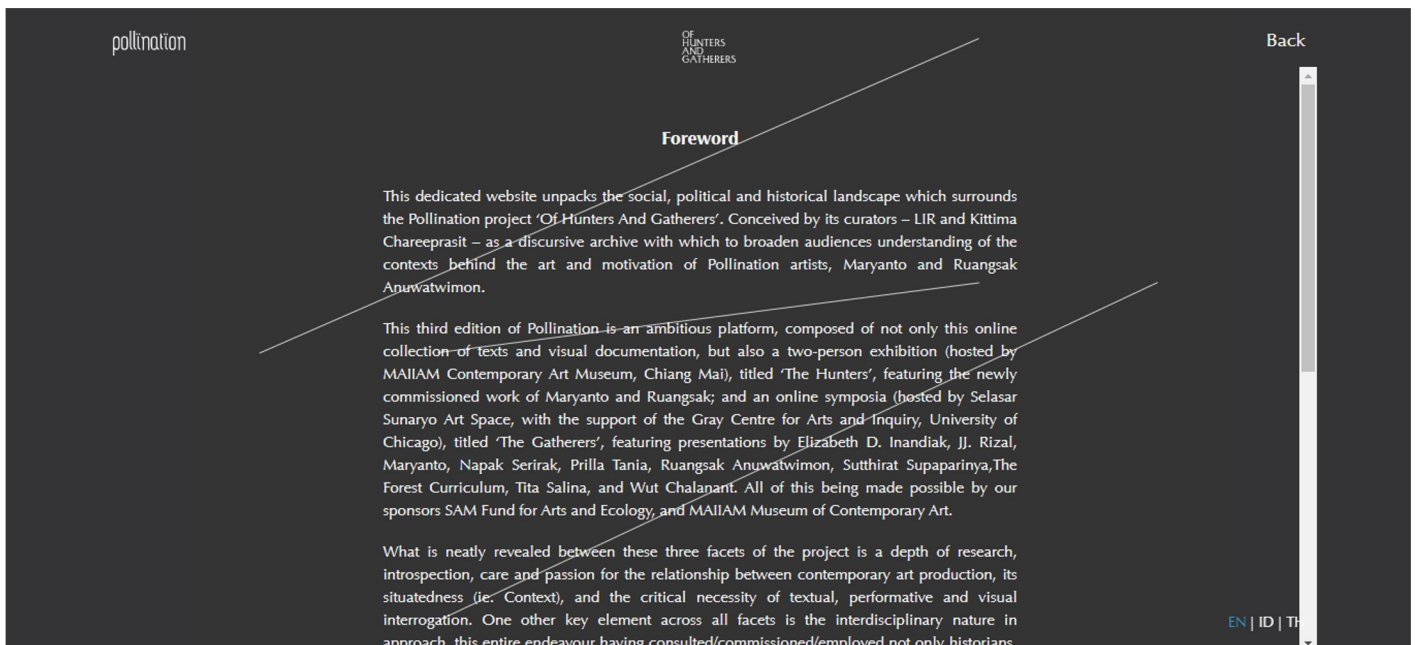 pollination
OF
HUNTERS
AND
GATHERERS
Back
Foreword
This dedicated website unpacks the social, political and historical landscape which surrounds
the Pollination project ‘Of Hunters And Gatherers’. Conceived by its curators – LIR and Kittima
Chareeprasit – as a discursive archive with which to broaden audiences understanding of the
contexts behind the art and motivation of Pollination artists, Maryanto and Ruangsak
Anuwatwimon.
This third edition of Pollination is an ambitious platform, composed of not only this online
collection of texts and visual documentation, but also a two-person exhibition (hosted by
MAIIAM Contemporary Art Museum, Chiang Mai), titled ‘The Hunters’, featuring the newly
commissioned work of Maryanto and Ruangsak; and an online symposia (hosted by Selasar
Sunaryo Art Space, with the support of the Gray Centre for Arts and Inquiry, University of
Chicago), titled ‘The Gatherers’, featuring presentations by Elizabeth D. Inandiak, JJ. Rizal,
Maryanto, Napak Serirak, Prilla Tania, Ruangsak Anuwatwimon, Sutthirat Supaparinya,The
Forest Curriculum, Tita Salina, and Wut Chalanant. All of this being made possible by our
sponsors SAM Fund for Arts and Ecology, and MAIIAM Museum of Contemporary Art.
What is neatly revealed between these three facets of the project is a depth of research,
introspection, care and passion for the relationship between contemporary art production, its
situatedness (ie. Context), and the critical necessity of textual, performative and visual
interrogation. One other key element across all facets is the interdisciplinary nature in
approach, this entire endeavour having consulted/commissioned/employed not only historians,
EN | ID | TH